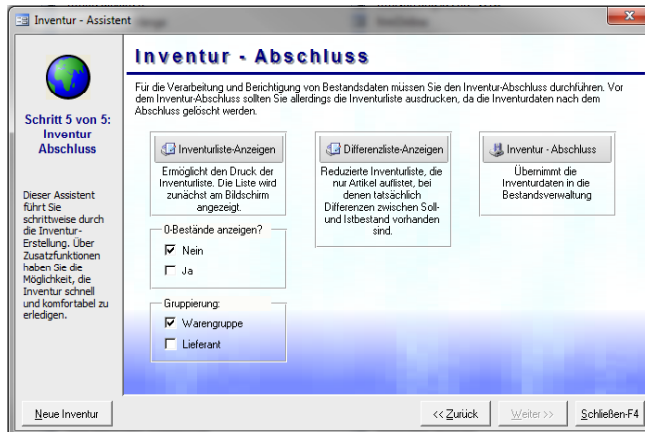 Inventur - Assistent
Inventur - Abschluss
Für die Verarbeitung und Berichtigung von Bestandsdaten müssen Sie den Inventur-Abschluss durchführen. Vor
dem Inventur-Abschluss sollten Sie allerdings die Inventurliste ausdrucken, da die Inventurdaten nach dem
Abschluss gelöscht werden.
Schritt 5 von 5:
Inventur
Abschluss
Dieser Assistent
führt Sie
schrittweise durch
die Inventur-
Erstellung. Über
Zusatzfunktionen
haben Sie die
Möglichkeit, die
Inventur schnell
und komfortabel zu
erledigen.
Inventurliste-Anzeigen
Ermöglicht den Druck der
Inventurliste. Die Liste wird
zunächst am Bildschirm
angezeigt.
Differenzliste-Anzeigen
Reduzierte Inventurliste, die
nur Artikel auflistet, bei
denen tatsächlich
Differenzen zwischen Soll-
und Istbestand vorhanden
sind.
Inventur - Abschluss
Übernimmt die
Inventurdaten in die
Bestandsverwaltung
0-Bestände anzeigen?
Nein
Ja
Gruppierung:
Warengruppe
Lieferant
Neue Inventur
<< Zurück
Weiter >>
Schließen-F4